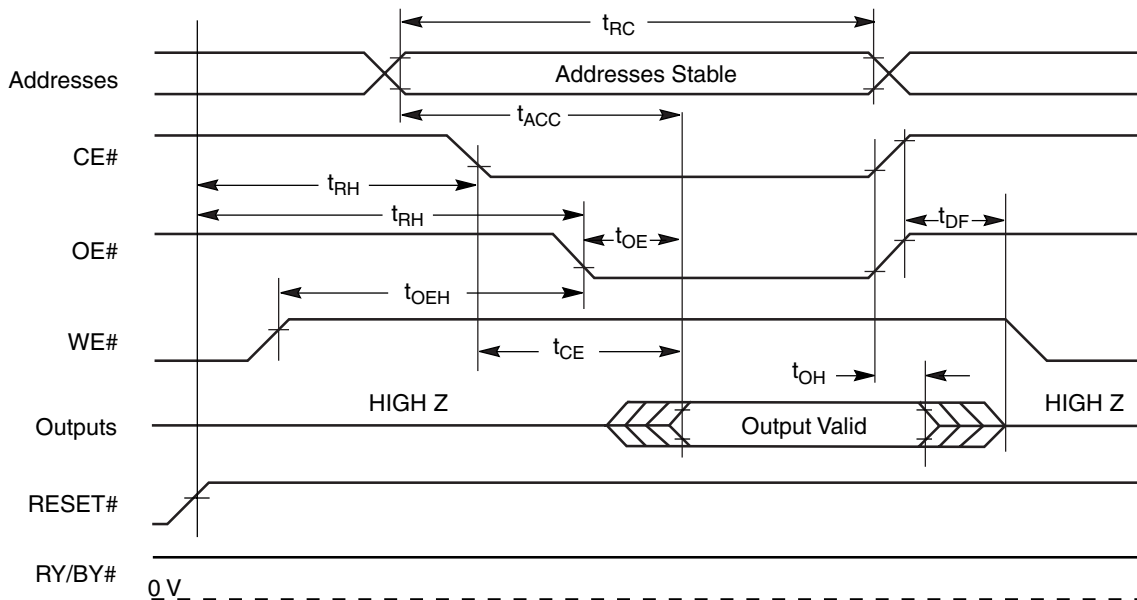 tRC
Addresses
Addresses Stable
tACC
CE#
tRH
tRH
tDF
OE#
tOE
tOEH
WE#
tCE
tOH
HIGH Z
HIGH Z
Outputs
Output Valid
RESET#
RY/BY#
0 V